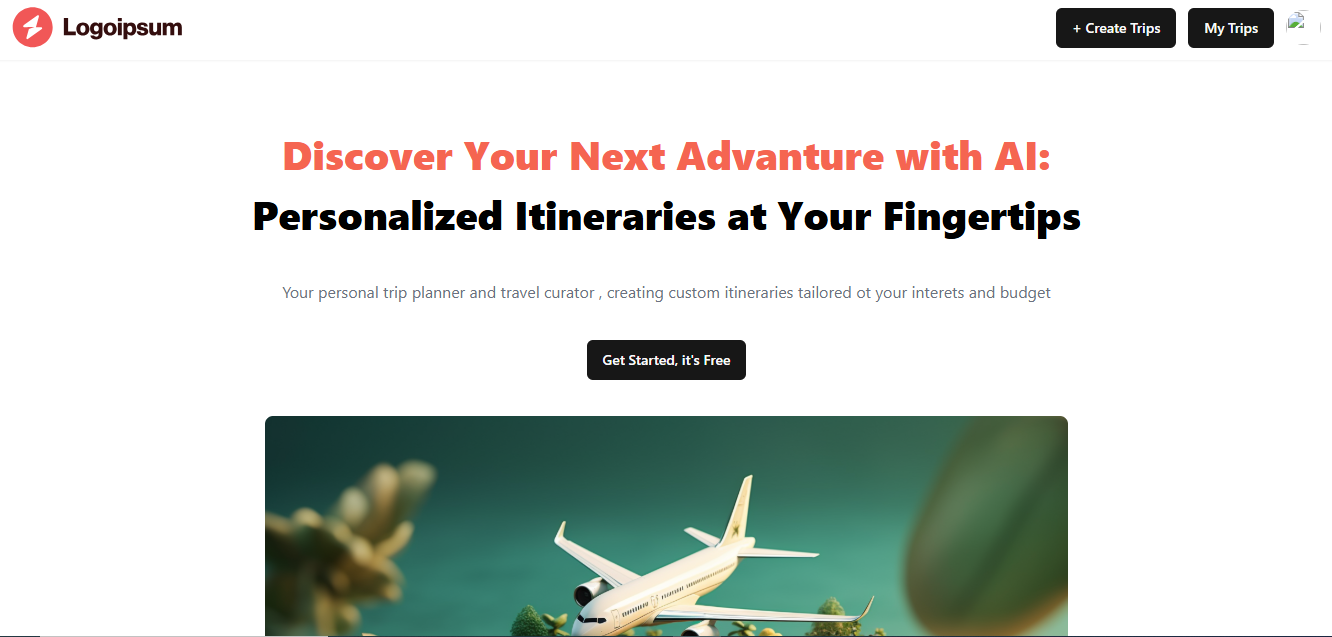 Logoipsum
+ Create Trips
My Trips
Discover Your Next Advanture with AI:
Personalized Itineraries at Your Fingertips
Your personal trip planner and travel curator , creating custom itineraries tailored ot your interets and budget
Get Started, it's Free